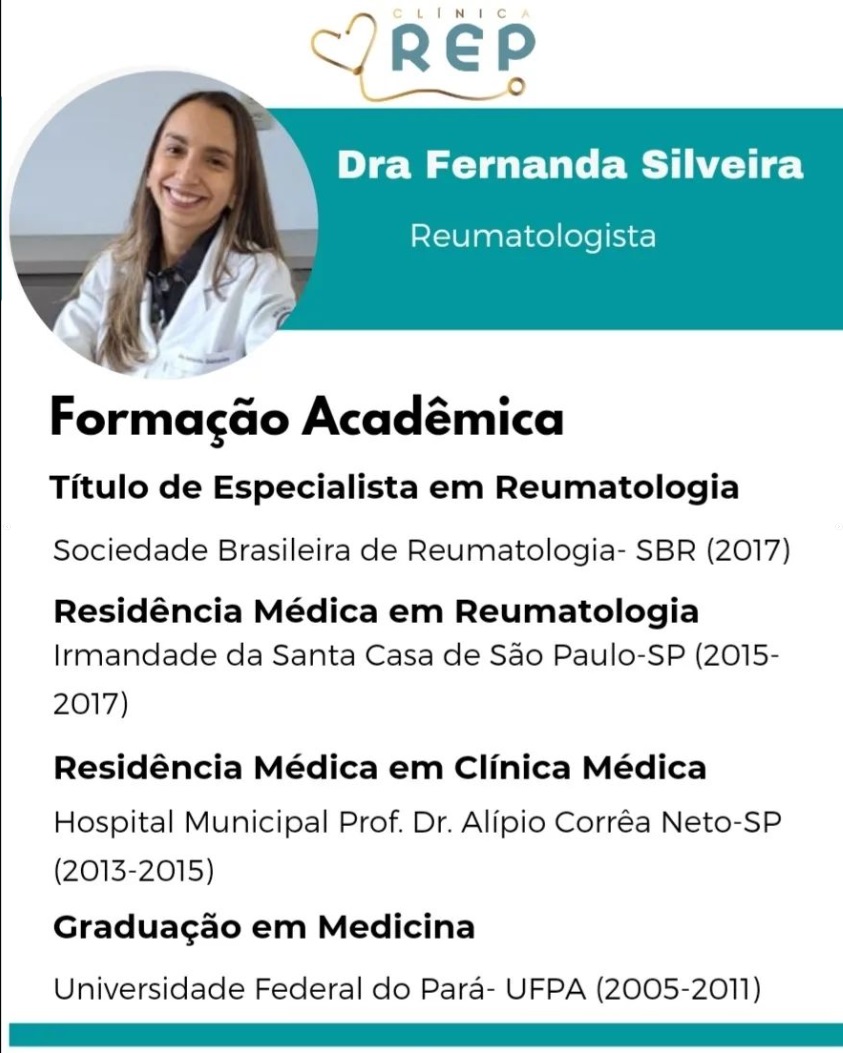 CLÍNICA
REP
Dra Fernanda Silveira
Reumatologista
Formação Acadêmica
Título de Especialista em Reumatologia
Sociedade Brasileira de Reumatologia- SBR (2017)
Residência Médica em Reumatologia
Irmandade da Santa Casa de São Paulo-SP (2015-
2017)
Residência Médica em Clínica Médica
Hospital Municipal Prof. Dr. Alípio Corrêa Neto-SP
(2013-2015)
Graduação em Medicina
Universidade Federal do Pará- UFPA (2005-2011)